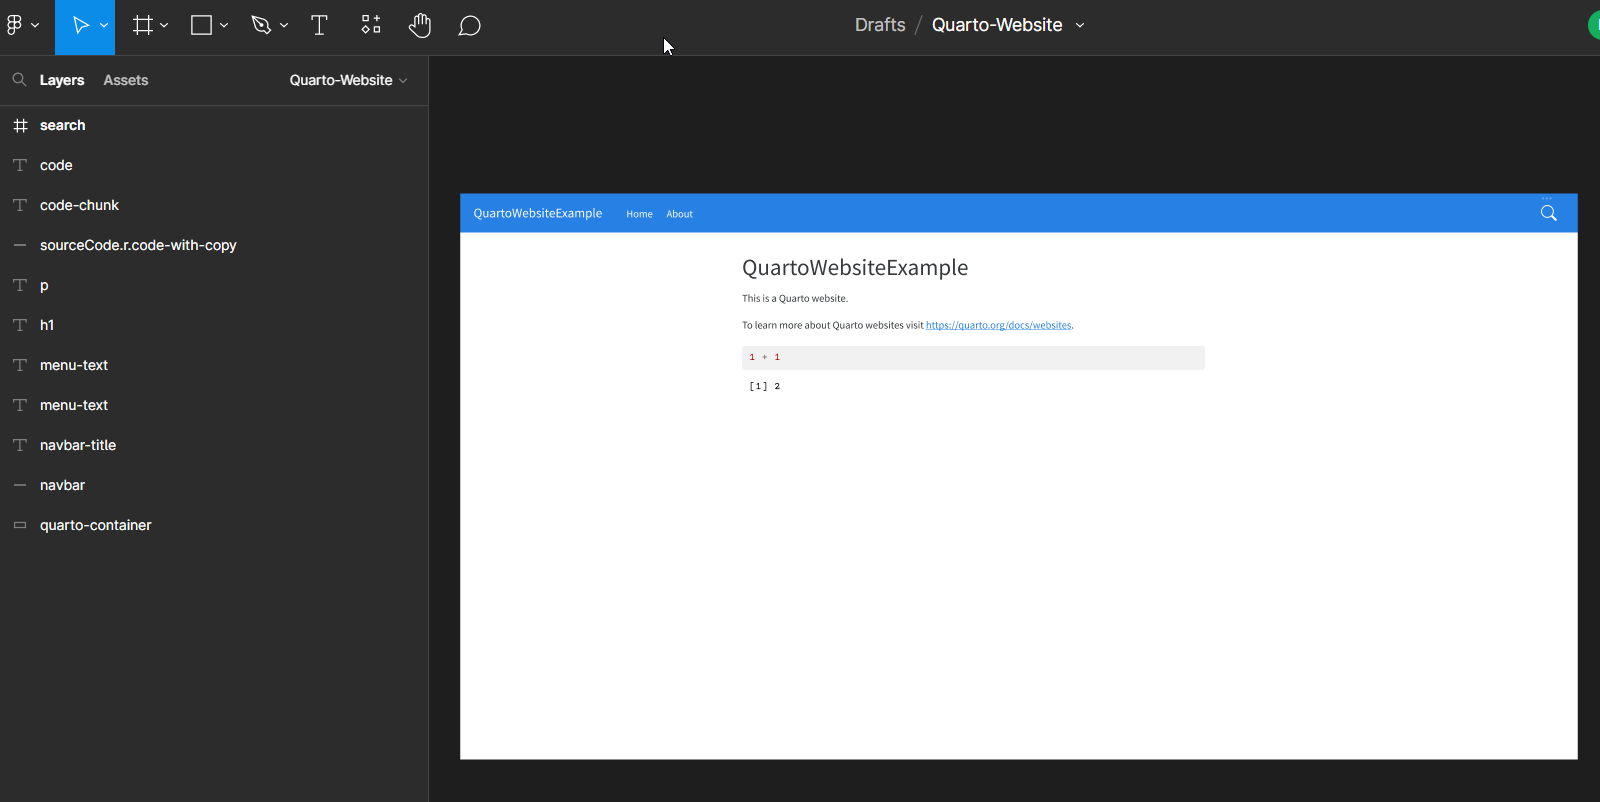 Drafts / Quarto-Website
Layers Assets Quarto-Website
search
code
code-chunk
sourceCode.r.code-with-copy
p
h1
menu-text
menu-text
navbar-title
navbar
quarto-container
QuartoWebsiteExample Home About
QuartoWebsiteExample
This is a Quarto website.
To learn more about Quarto websites visit https://quarto.org/docs/websites.
1 + 1
[1] 2